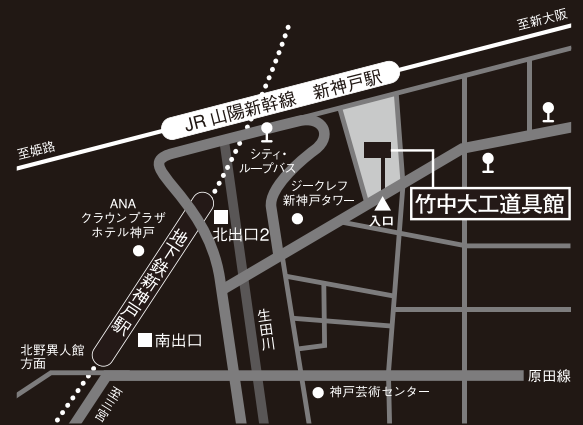 至新大阪
JR 山陽新幹線　新神戸駅
至姫路
シティ・
ループバス
ジークレフ
新神戸タワー
ANA
クラウンプラザ
ホテル神戸
竹中大工道具館
入口
北出口2
地下鉄新神戸駅
生田川
南出口
北野異人館
方面
原田線
神戸芸術センター
至三宮